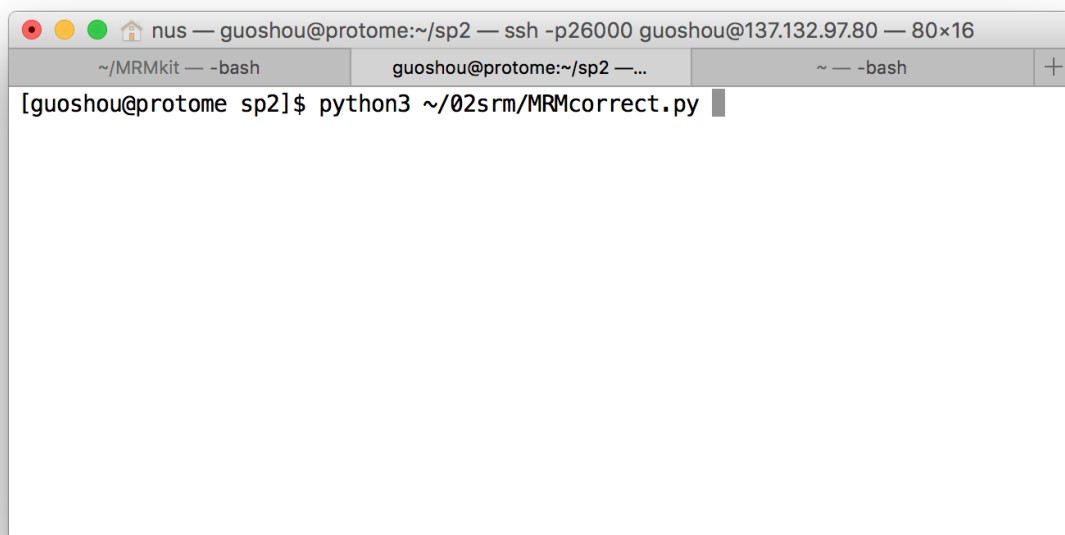 nus — guoshou@protome:~/sp2 — ssh -p26000 guoshou@137.132.97.80 — 80×16
~/MRMkit — -bash guoshou@protome:~/sp2 —... ~ — -bash +
[guoshou@protome sp2]$ python3 ~/02srm/MRMcorrect.py